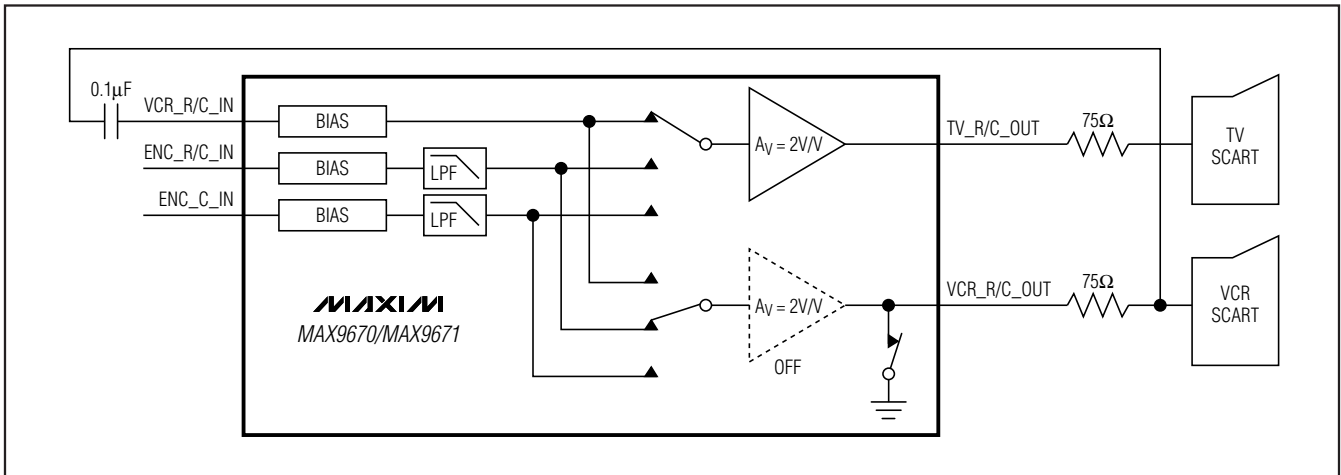 0.1μF
VCR_R/C_IN
BIAS
ENC_R/C_IN
BIAS
LPF
ENC_C_IN
BIAS
LPF
AV = 2V/V
TV_R/C_OUT
75Ω
TV
SCART
MAXIM
MAX9670/MAX9671
AV = 2V/V
OFF
VCR_R/C_OUT
75Ω
VCR
SCART